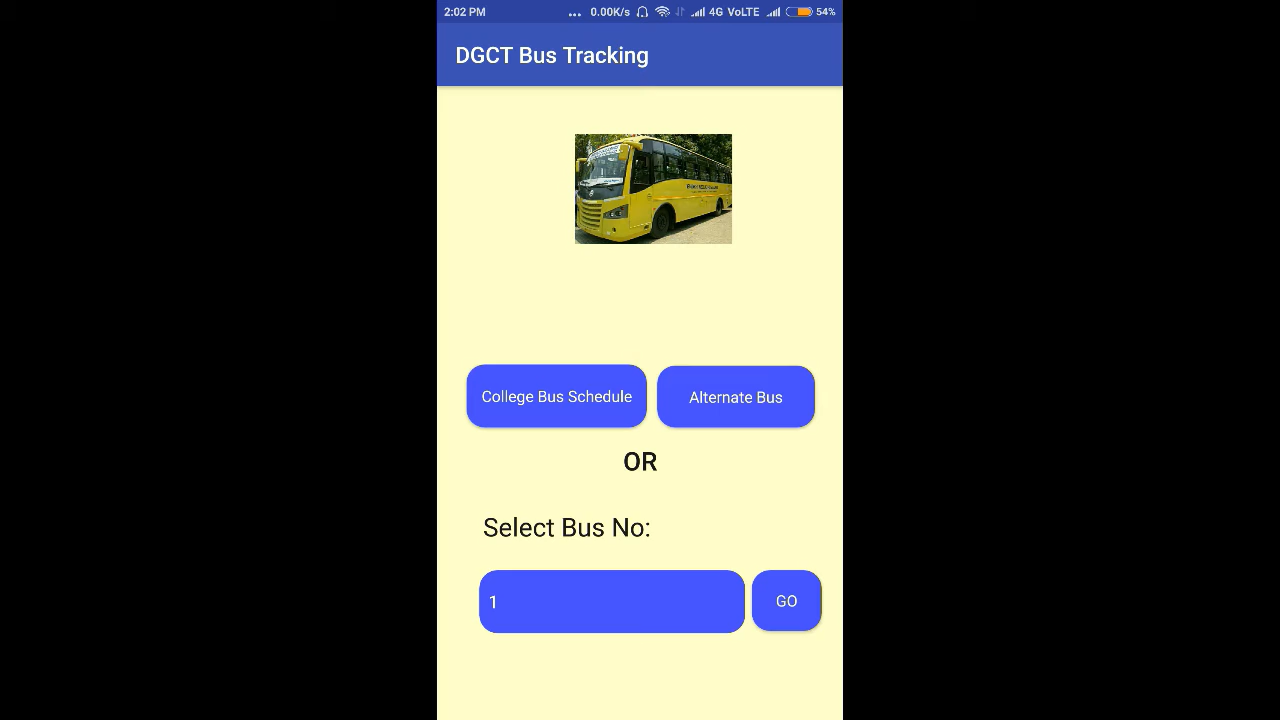 2:02 PM ... 0.00K/s 4G VoLTE 54%
DGCT Bus Tracking
College Bus Schedule Alternate Bus
OR
Select Bus No:
1 GO